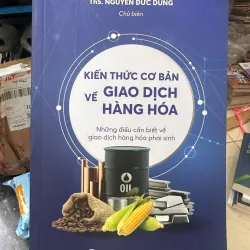 ThS. NGUYỄN ĐỨC DŨNG
Chủ biên
KIẾN THỨC CƠ BẢN
VỀ GIAO DỊCH
HÀNG HÓA
Những điều cần biết về
giao dịch hàng hóa phái sinh
OIL